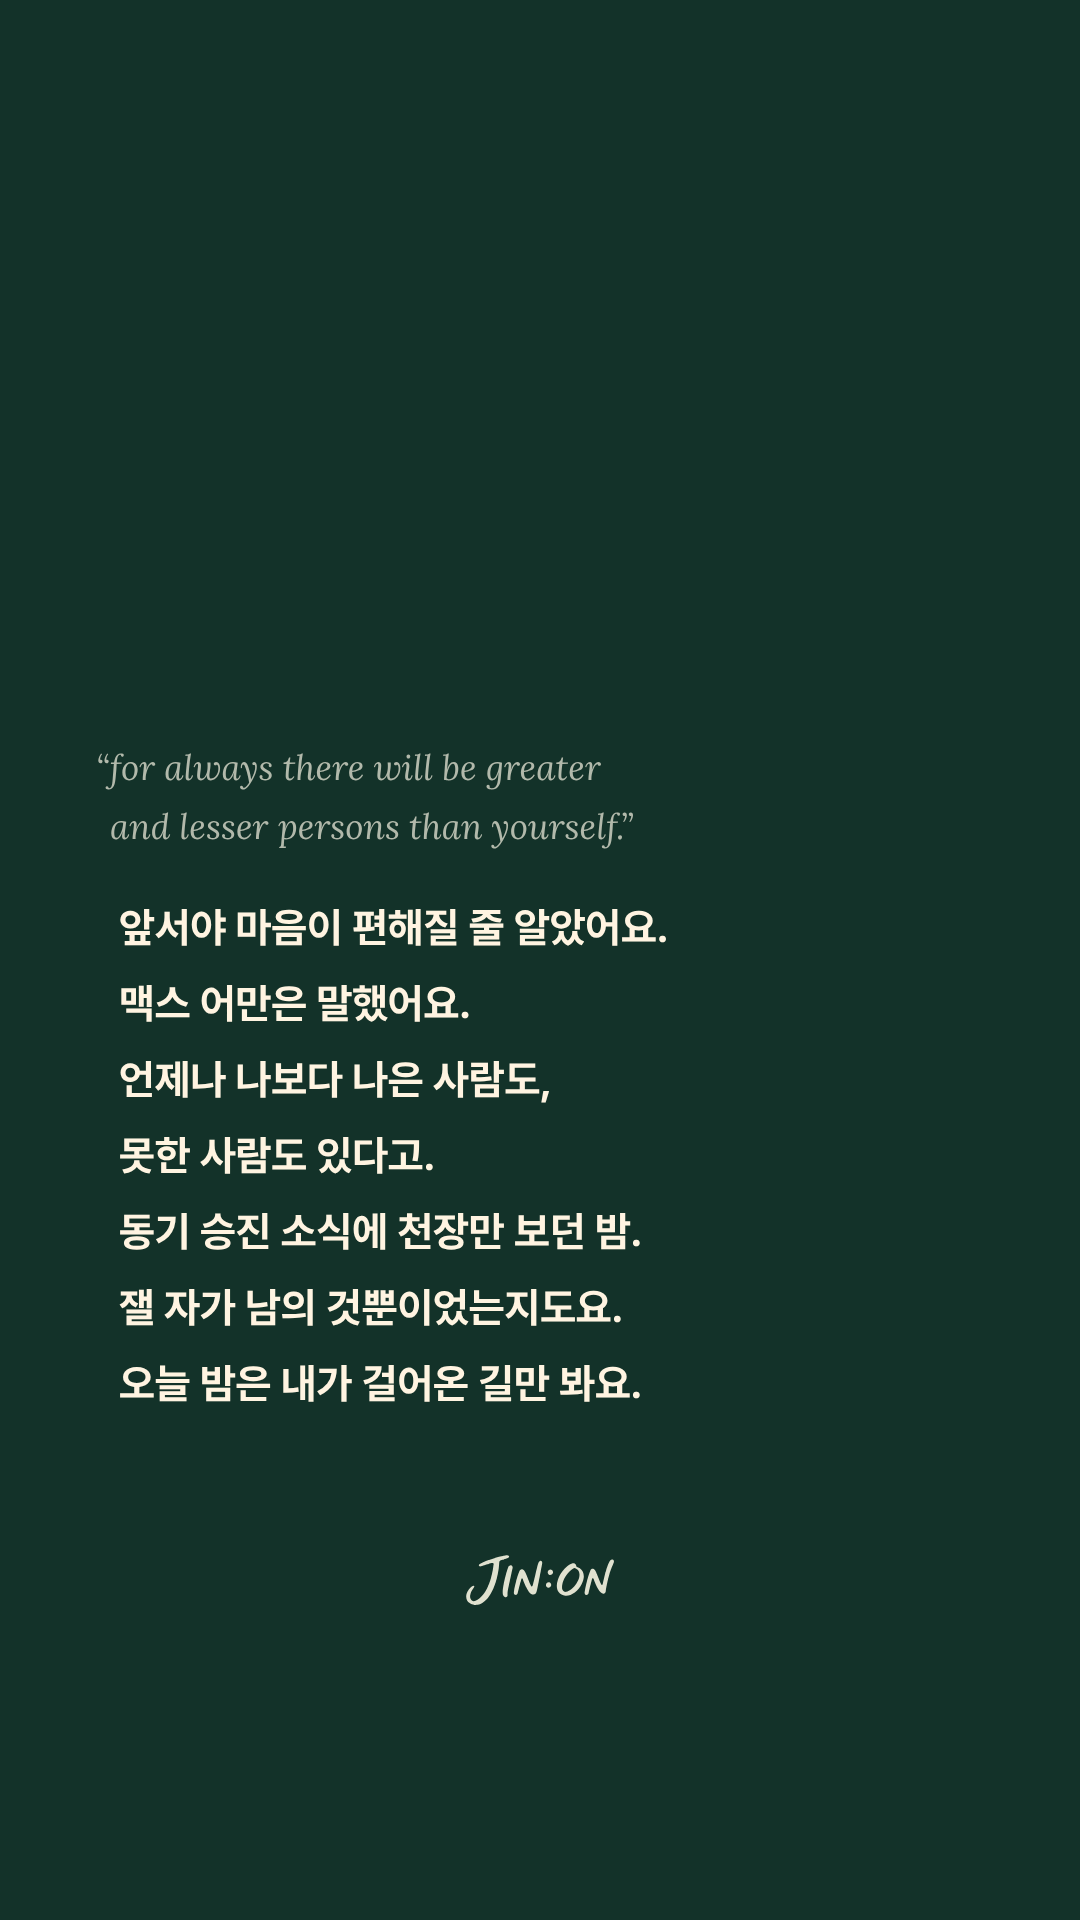 “for always there will be greater
and lesser persons than yourself.”
앞서야 마음이 편해질 줄 알았어요.
맥스 어만은 말했어요.
언제나 나보다 나은 사람도,
못한 사람도 있다고.
동기 승진 소식에 천장만 보던 밤.
잴 자가 남의 것뿐이었는지도요.
오늘 밤은 내가 걸어온 길만 봐요.
JIN:ON